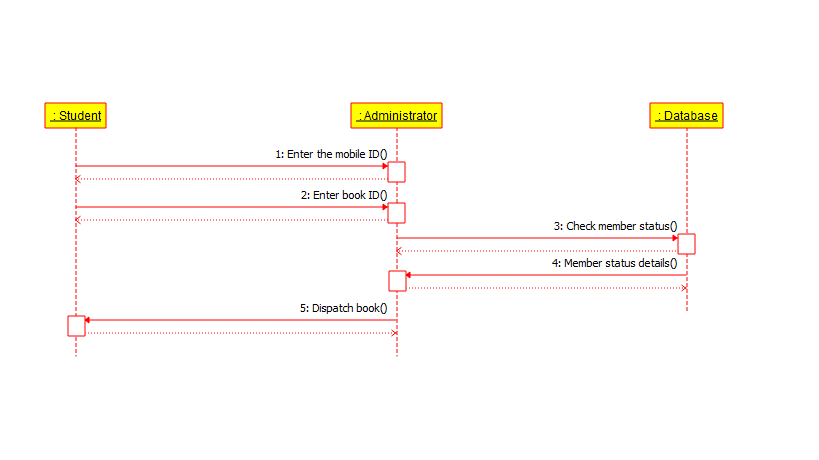 : Student
: Administrator
: Database
1: Enter the mobile ID()
2: Enter book ID()
3: Check member status()
4: Member status details()
5: Dispatch book()